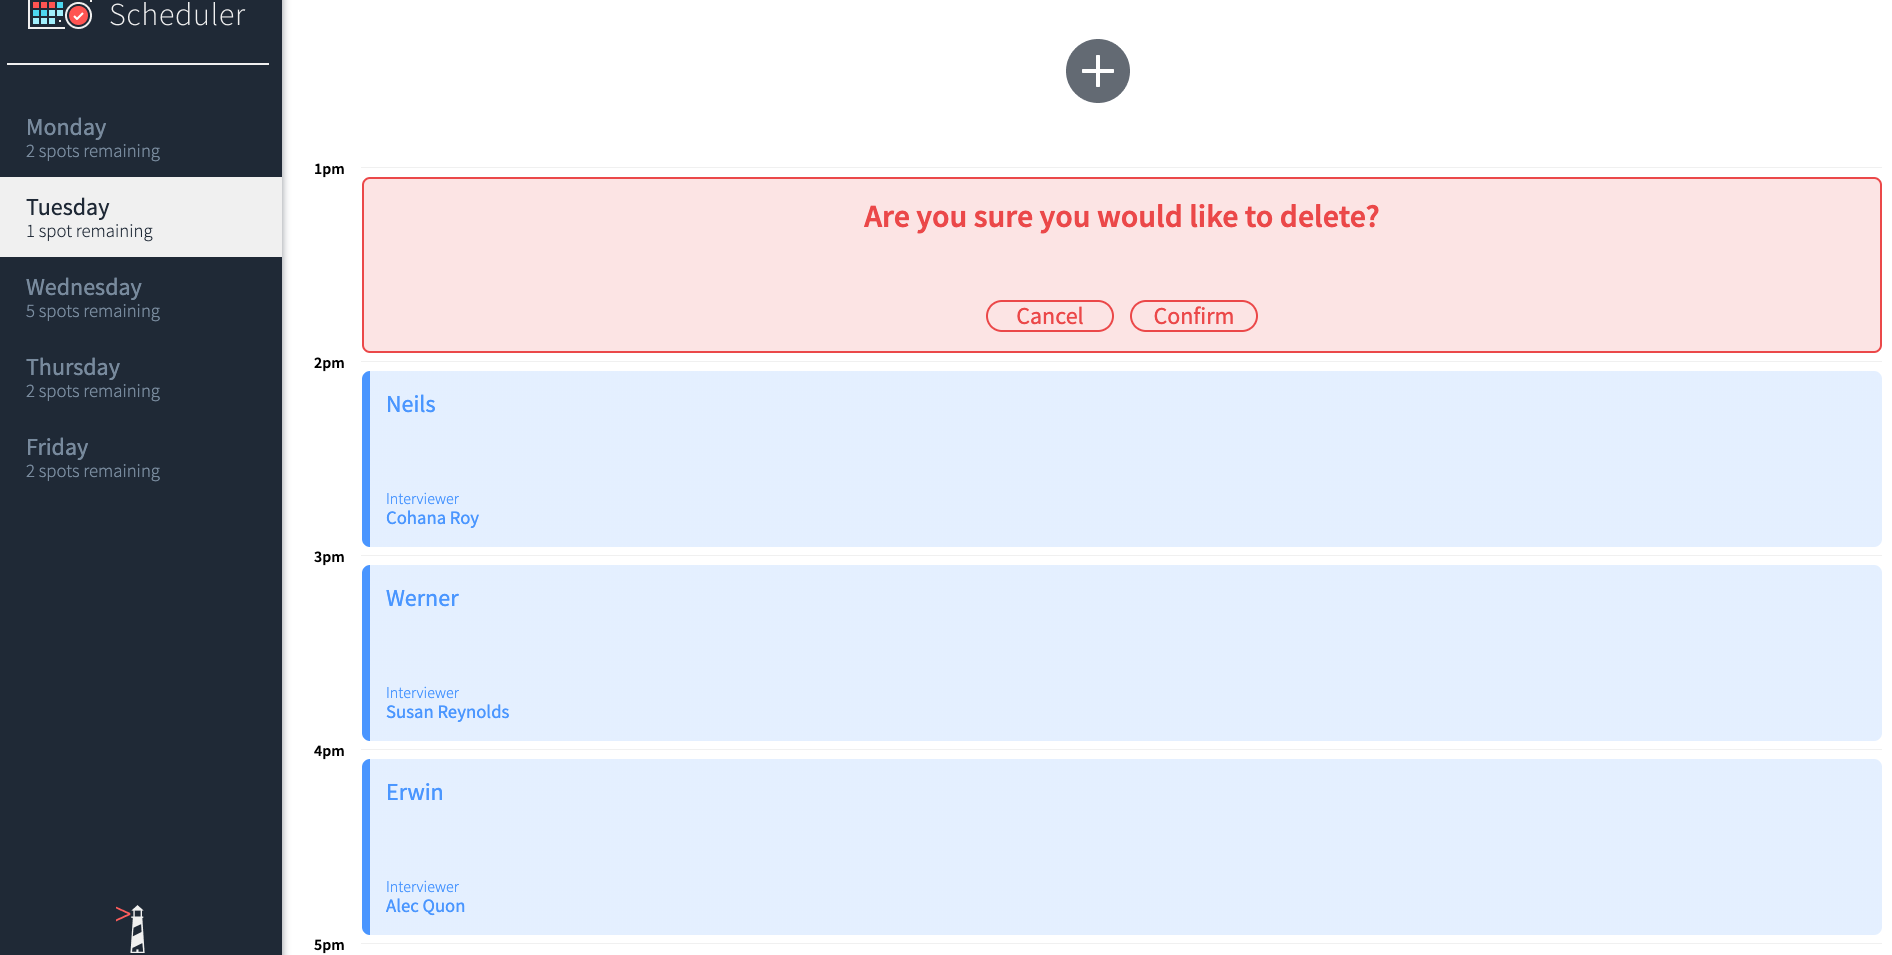 Scheduler
Monday
2 spots remaining
Tuesday
1 spot remaining
Wednesday
5 spots remaining
Thursday
2 spots remaining
Friday
2 spots remaining
1pm
Are you sure you would like to delete?
Cancel Confirm
2pm
Neils
Interviewer
Cohana Roy
3pm
Werner
Interviewer
Susan Reynolds
4pm
Erwin
Interviewer
Alec Quon
5pm